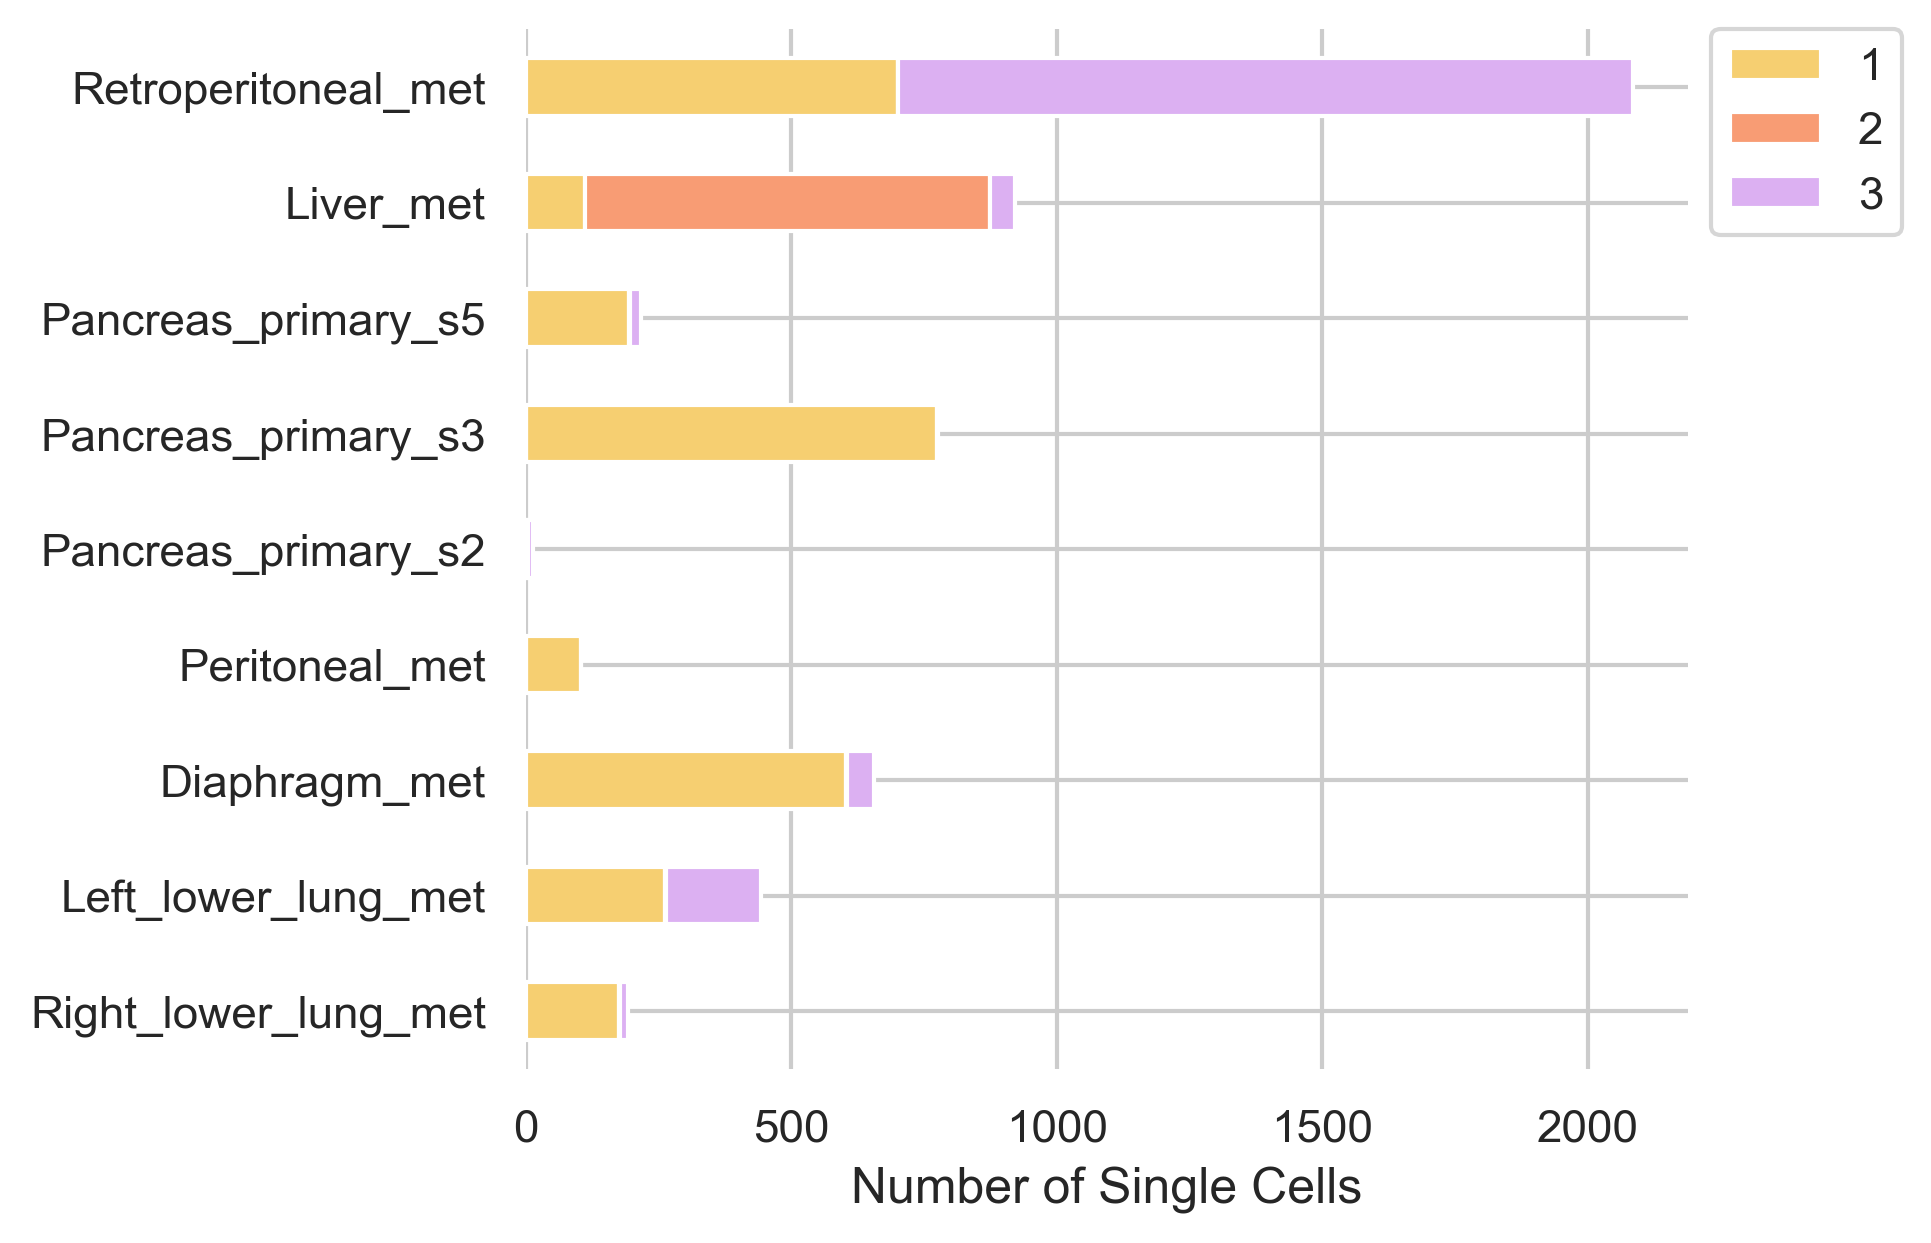 Retroperitoneal_met
Liver_met
Pancreas_primary_s5
Pancreas_primary_s3
Pancreas_primary_s2
Peritoneal_met
Diaphragm_met
Left_lower_lung_met
Right_lower_lung_met
0 500 1000 1500 2000
Number of Single Cells
1
2
3